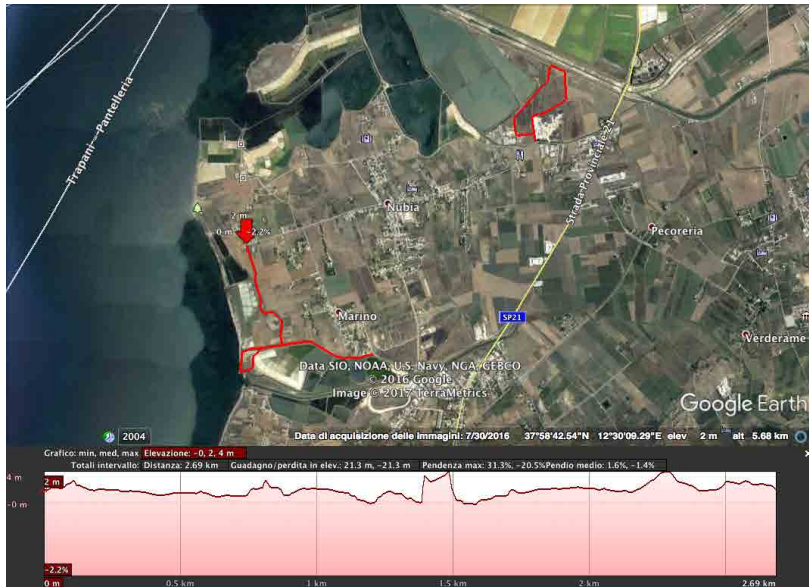 Trapani - Pantelleria
Strada-Provinciale 21
Nubia
2 m
-0 m
-2.2%
Pecoreria
Marino
SP21
Verderame
Data SIO, NOAA, U.S. Navy, NGA, GEBCO
© 2016 Google
Image © 2017 TerraMetrics
Google Earth
2004
Data di acquisizione delle immagini: 7/30/2016 37°58'42.54"N 12°30'09.29"E elev 2 m alt 5.68 km
Grafico: min, med, max Elevazione: -0, 2, 4 m
Totali intervallo: Distanza: 2.69 km Guadagno/perdita in elev.: 21.3 m, -21.3 m Pendenza max: 31.3%, -20.5% Pendio medio: 1.6%, -1.4%
4 m
2 m
-0 m
-2.2%
0 m 0.5 km 1 km 1.5 km 2 km 2.69 km